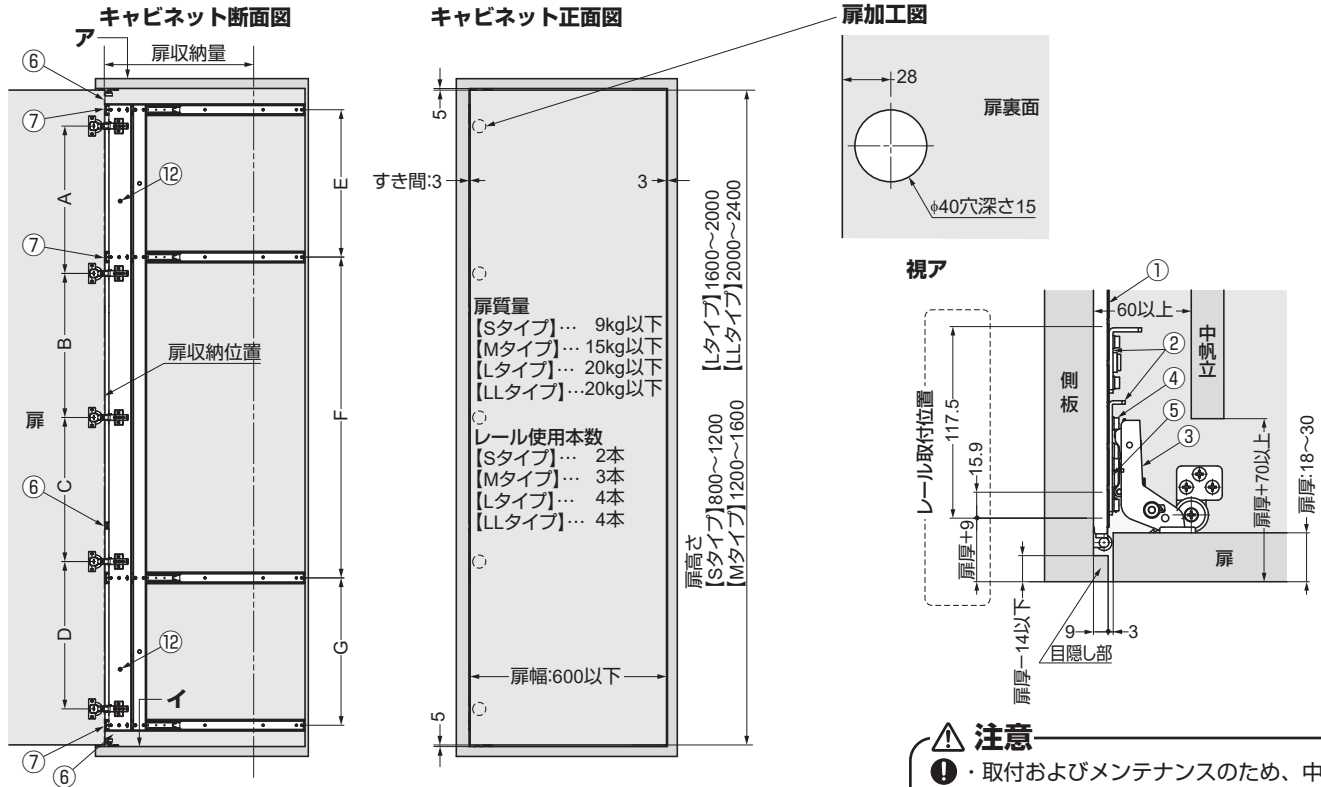 キャビネット断面図
ア
扉収納量
⑥
⑦
A
⑫
E
⑦
B
扉収納位置
F
扉
C
⑥
D
⑫
G
イ
⑦
⑥
キャビネット正面図
5
すき間:3
3
扉質量
【Sタイプ】… 9kg以下
【Mタイプ】… 15kg以下
【Lタイプ】… 20kg以下
【LLタイプ】…20kg以下
レール使用本数
【Sタイプ】… 2本
【Mタイプ】… 3本
【Lタイプ】… 4本
【LLタイプ】… 4本
扉高さ
【Sタイプ】800〜1200
【Mタイプ】1200〜1600
【Lタイプ】1600〜2000
【LLタイプ】2000〜2400
扉幅:600以下
5
扉加工図
28
扉裏面
φ40穴深さ15
視ア
①
60以上
②
④
⑤
③
中帆立
側板
レール取付位置
117.5
15.9
扉厚+9
扉厚+70以上
扉厚:18〜30
扉
扉厚−14以下
9
3
目隠し部
注意
・取付およびメンテナンスのため、中